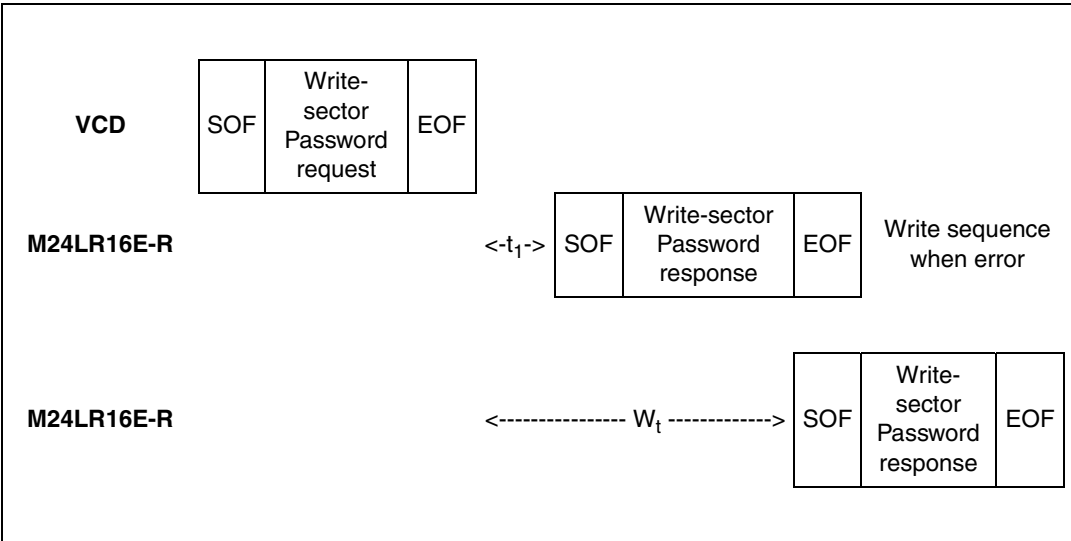 VCD
SOF
Write-
sector
Password
request
EOF
M24LR16E-R
<-t₁->
SOF
Write-sector
Password
response
EOF
Write sequence
when error
M24LR16E-R
<---------------- Wₜ ------------->
SOF
Write-
sector
Password
response
EOF